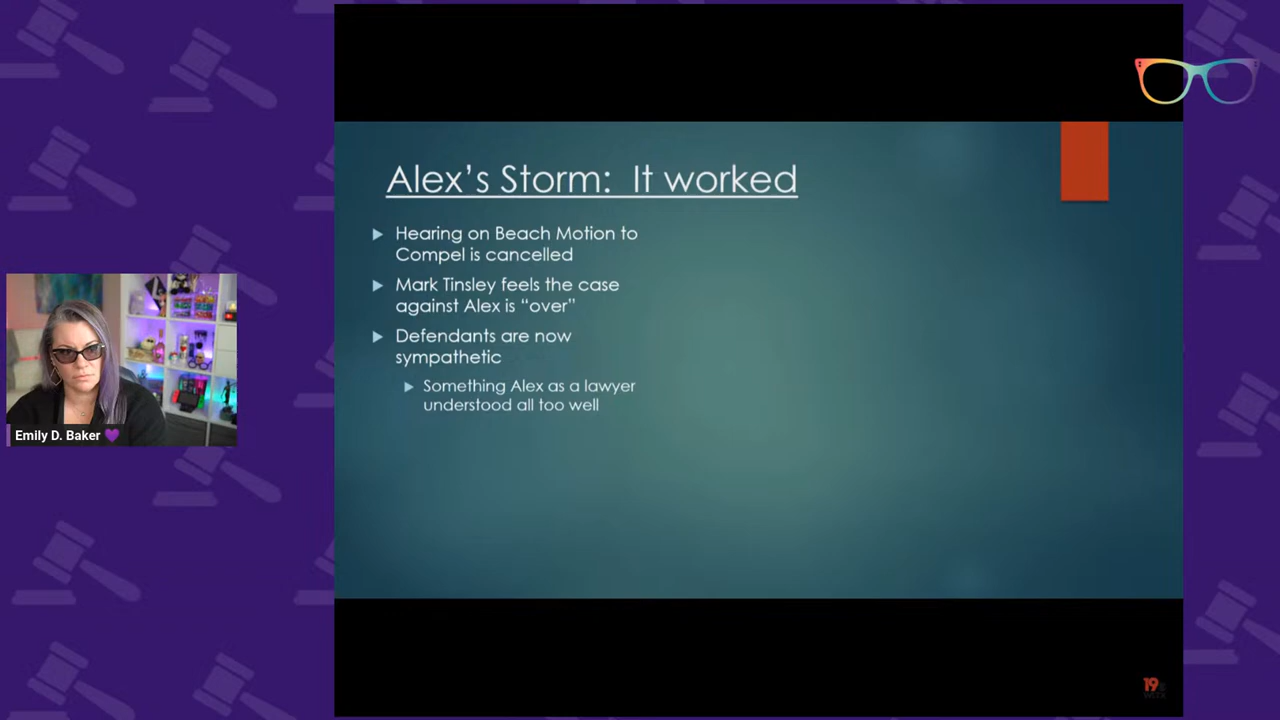 Alex's Storm: It worked
Hearing on Beach Motion to
Compel is cancelled
Mark Tinsley feels the case
against Alex is "over"
Defendants are now
sympathetic
Something Alex as a lawyer
understood all too well
Emily D. Baker 💜
19